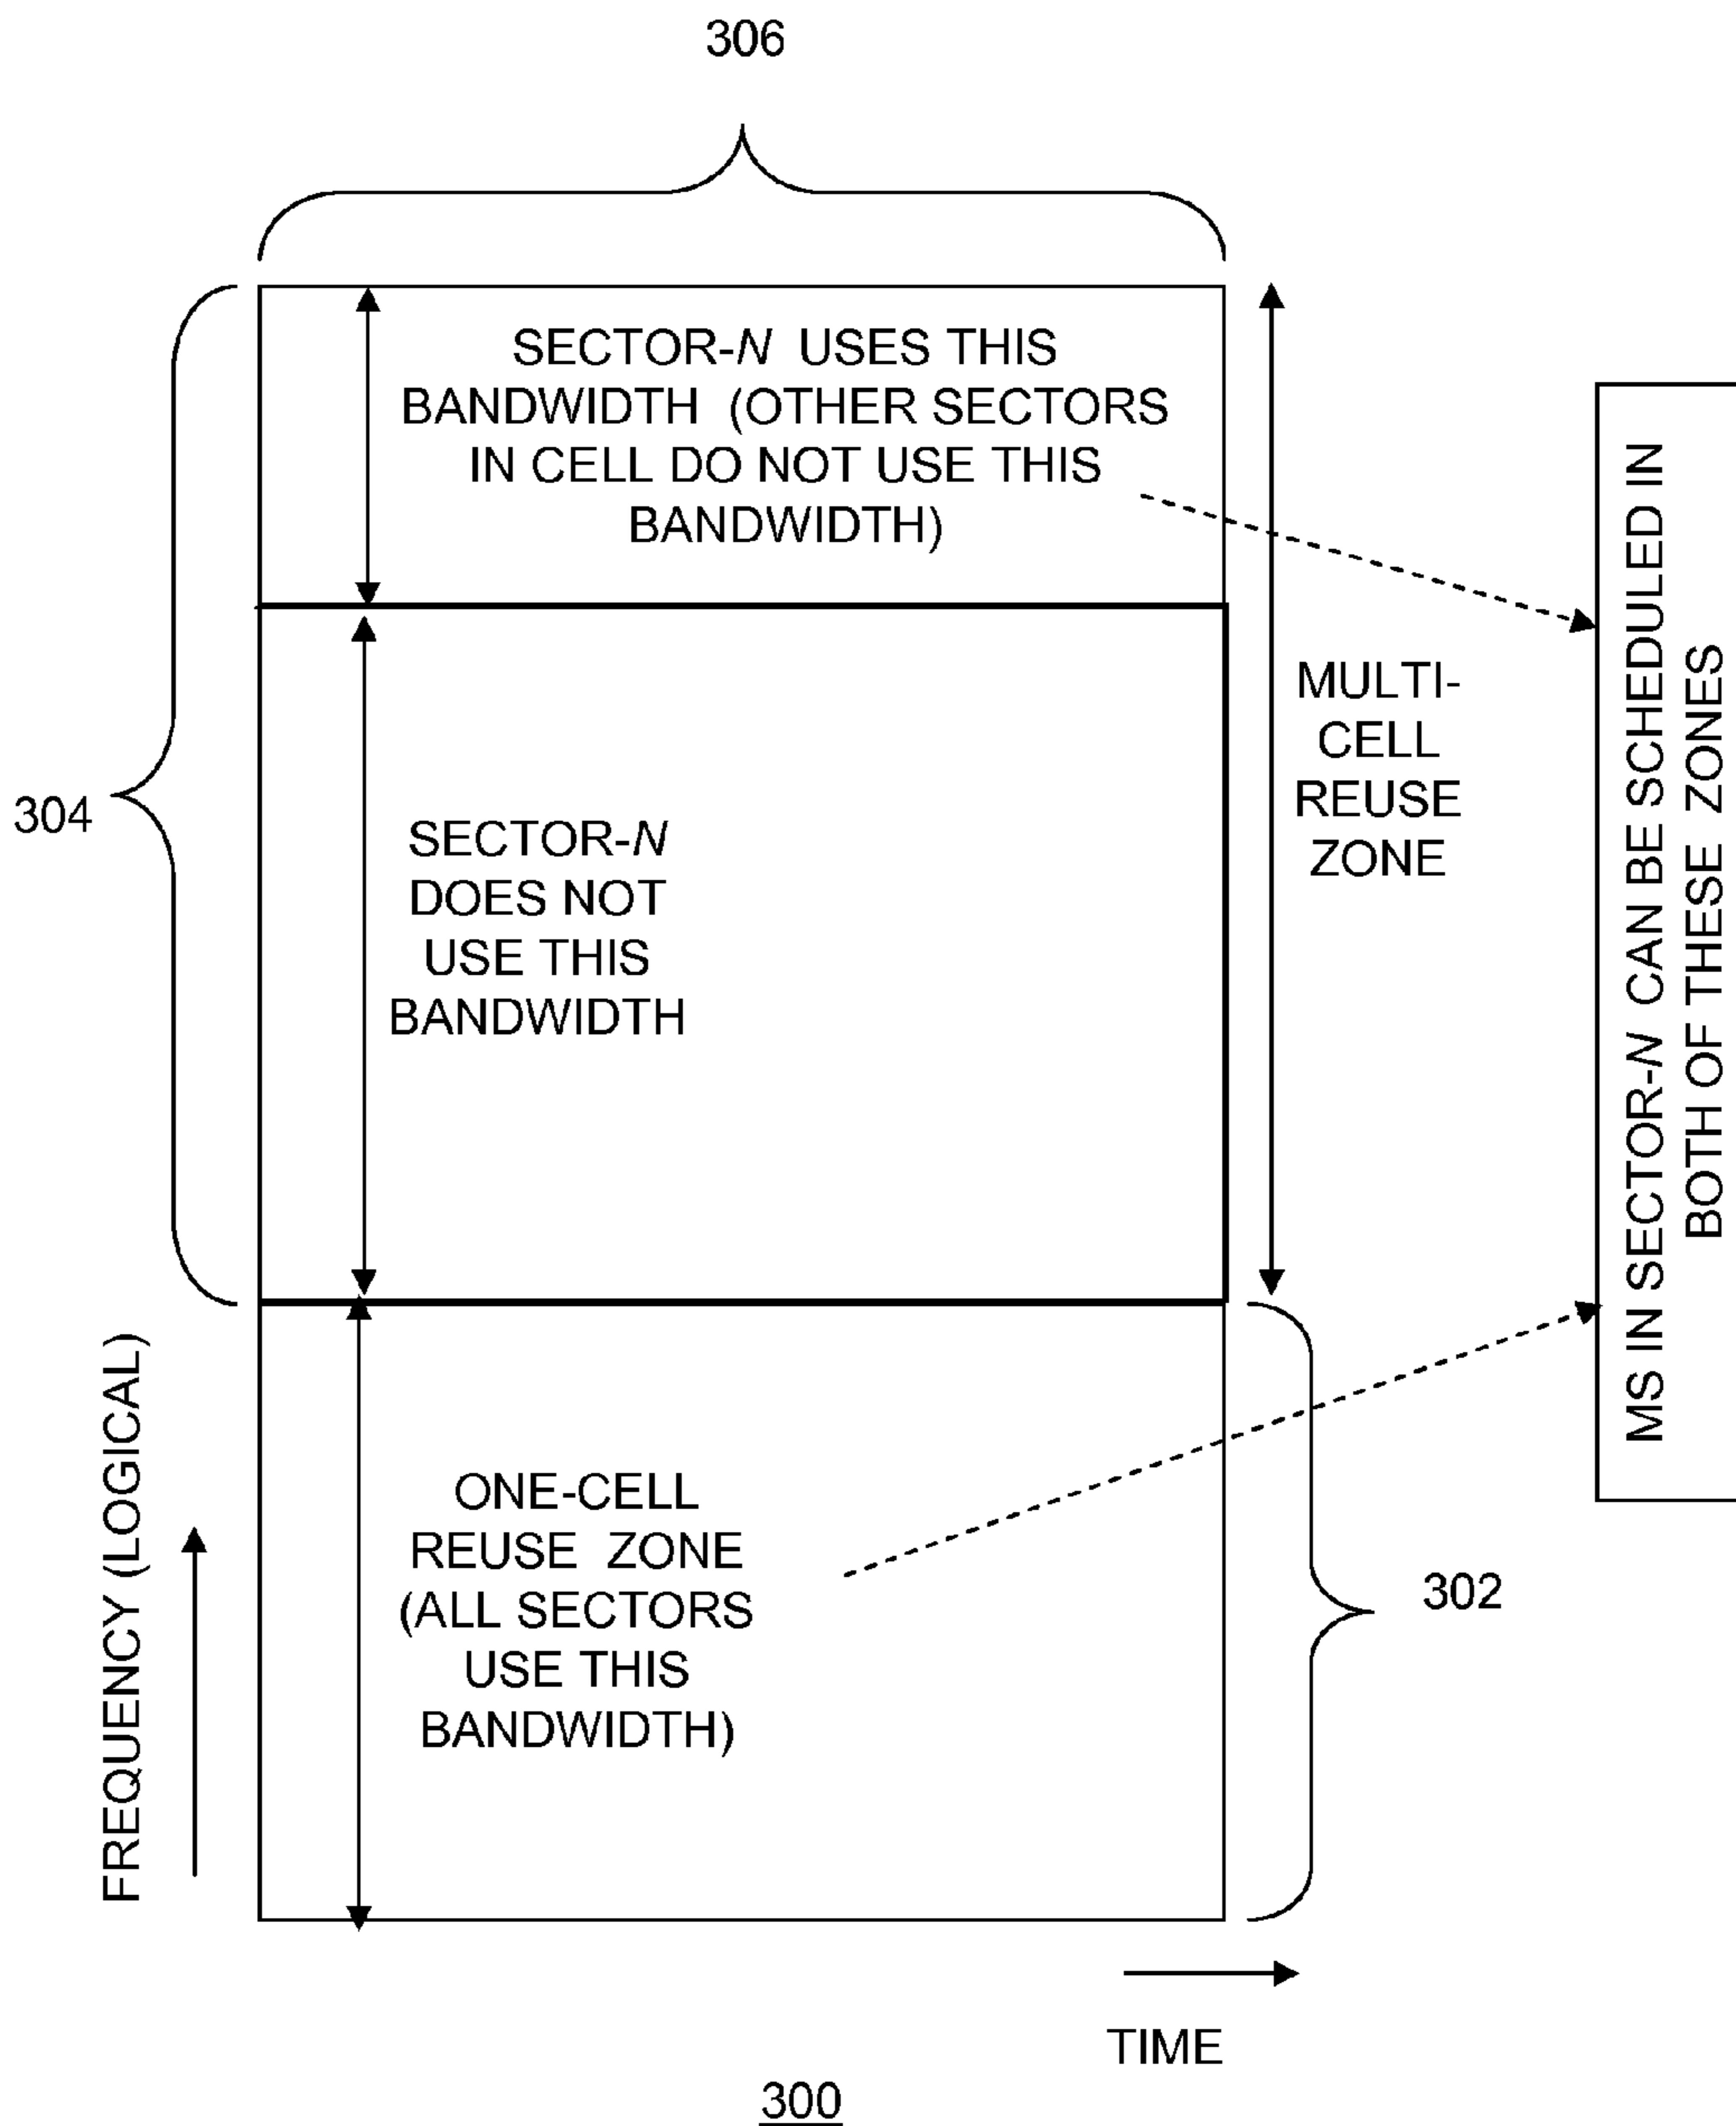 306
SECTOR-N USES THIS
BANDWIDTH (OTHER SECTORS
IN CELL DO NOT USE THIS
BANDWIDTH)
MULTI-
CELL
REUSE
ZONE
304
SECTOR-N
DOES NOT
USE THIS
BANDWIDTH
MS IN SECTOR-N CAN BE SCHEDULED IN
BOTH OF THESE ZONES
FREQUENCY (LOGICAL)
ONE-CELL
REUSE ZONE
(ALL SECTORS
USE THIS
BANDWIDTH)
302
TIME
300